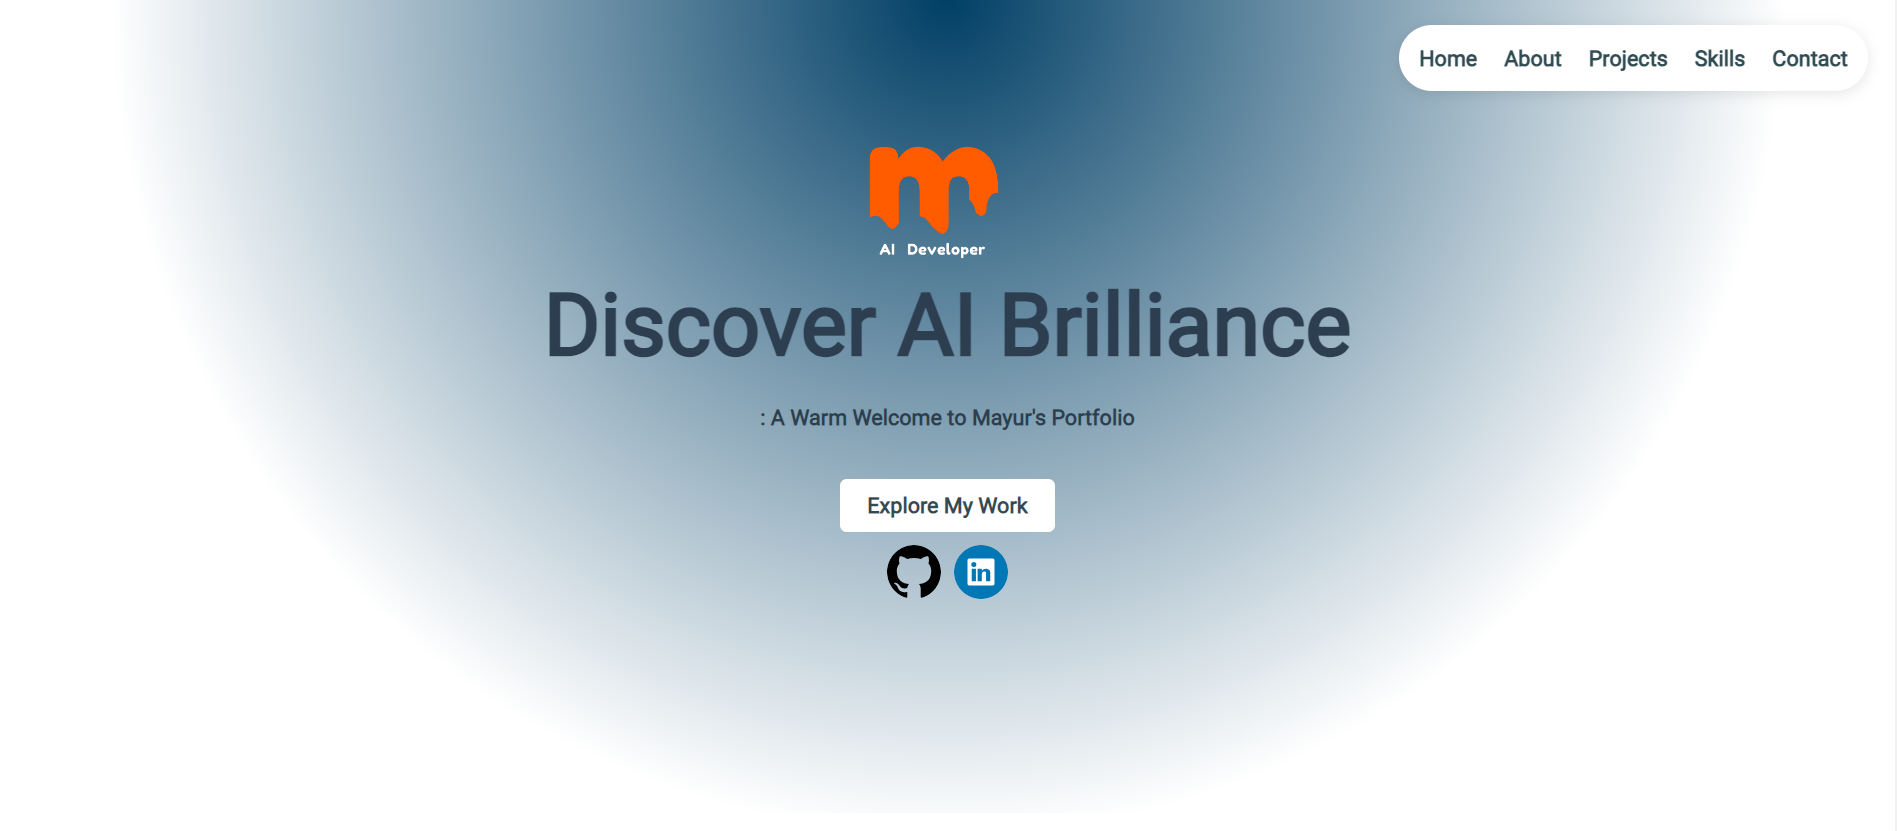 Home About Projects Skills Contact
m
AI Developer
Discover AI Brilliance
: A Warm Welcome to Mayur's Portfolio
Explore My Work
in